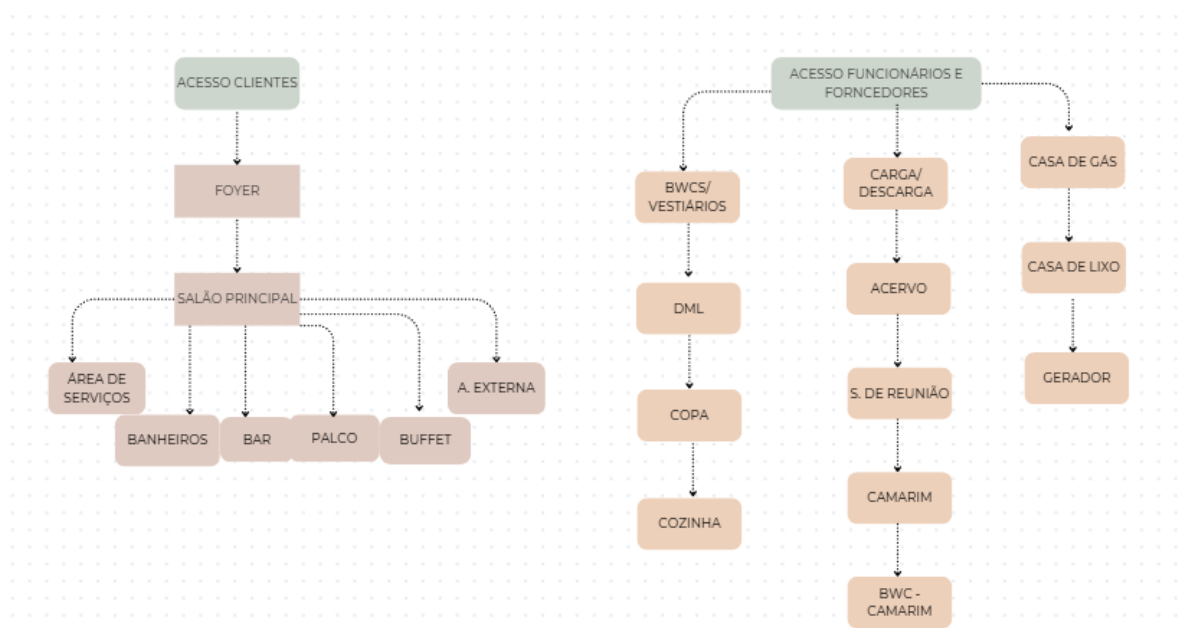 ACESSO CLIENTES
FOYER
SALÃO PRINCIPAL
ÁREA DE
SERVIÇOS
BANHEIROS
BAR
PALCO
BUFFET
A. EXTERNA
ACESSO FUNCIONÁRIOS E
FORNCEDORES
BWCS/
VESTIÁRIOS
DML
COPA
COZINHA
CARGA/
DESCARGA
ACERVO
S. DE REUNIÃO
CAMARIM
BWC -
CAMARIM
CASA DE GÁS
CASA DE LIXO
GERADOR